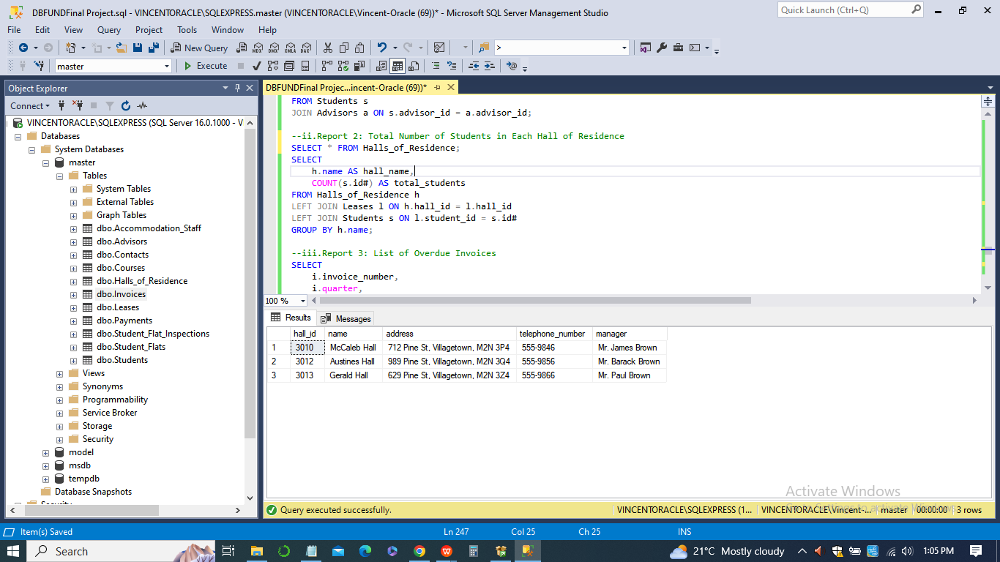 DBFUNDFinal Project.sql - VINCENTORACLE\SQLEXPRESS.master (VINCENTORACLE\Vincent-Oracle (69))* - Microsoft SQL Server Management Studio
Quick Launch (Ctrl+Q)
File Edit View Query Project Tools Window Help
New Query MDX DMX XMLA DAX >
master Execute
Object Explorer
Connect
VINCENTORACLE\SQLEXPRESS (SQL Server 16.0.1000 - V
Databases
System Databases
master
Tables
System Tables
External Tables
Graph Tables
dbo.Accommodation_Staff
dbo.Advisors
dbo.Contacts
dbo.Courses
dbo.Halls_of_Residence
dbo.Invoices
dbo.Leases
dbo.Payments
dbo.Student_Flat_Inspections
dbo.Student_Flats
dbo.Students
Views
Synonyms
Programmability
Service Broker
Storage
Security
model
msdb
tempdb
Database Snapshots
Security
DBFUNDFinal Projec...incent-Oracle (69))*
FROM Students s
JOIN Advisors a ON s.advisor_id = a.advisor_id;
--ii.Report 2: Total Number of Students in Each Hall of Residence
SELECT * FROM Halls_of_Residence;
SELECT
h.name AS hall_name,
COUNT(s.id#) AS total_students
FROM Halls_of_Residence h
LEFT JOIN Leases l ON h.hall_id = l.hall_id
LEFT JOIN Students s ON l.student_id = s.id#
GROUP BY h.name;
--iii.Report 3: List of Overdue Invoices
SELECT
i.invoice_number,
i.quarter,
100 %
Results Messages
hall_id name address telephone_number manager
1 3010 McCaleb Hall 712 Pine St, Villagetown, M2N 3P4 555-9846 Mr. James Brown
2 3012 Austines Hall 989 Pine St, Villagetown, M2N 3Q4 555-9856 Mr. Barack Brown
3 3013 Gerald Hall 629 Pine St, Villagetown, M2N 3Z4 555-9866 Mr. Paul Brown
Activate Windows
Go to Settings to activate Windows.
Query executed successfully. VINCENTORACLE\SQLEXPRESS (1... VINCENTORACLE\Vincent-... master 00:00:00 3 rows
Item(s) Saved Ln 247 Col 25 Ch 25 INS
Search 21°C Mostly cloudy 1:05 PM